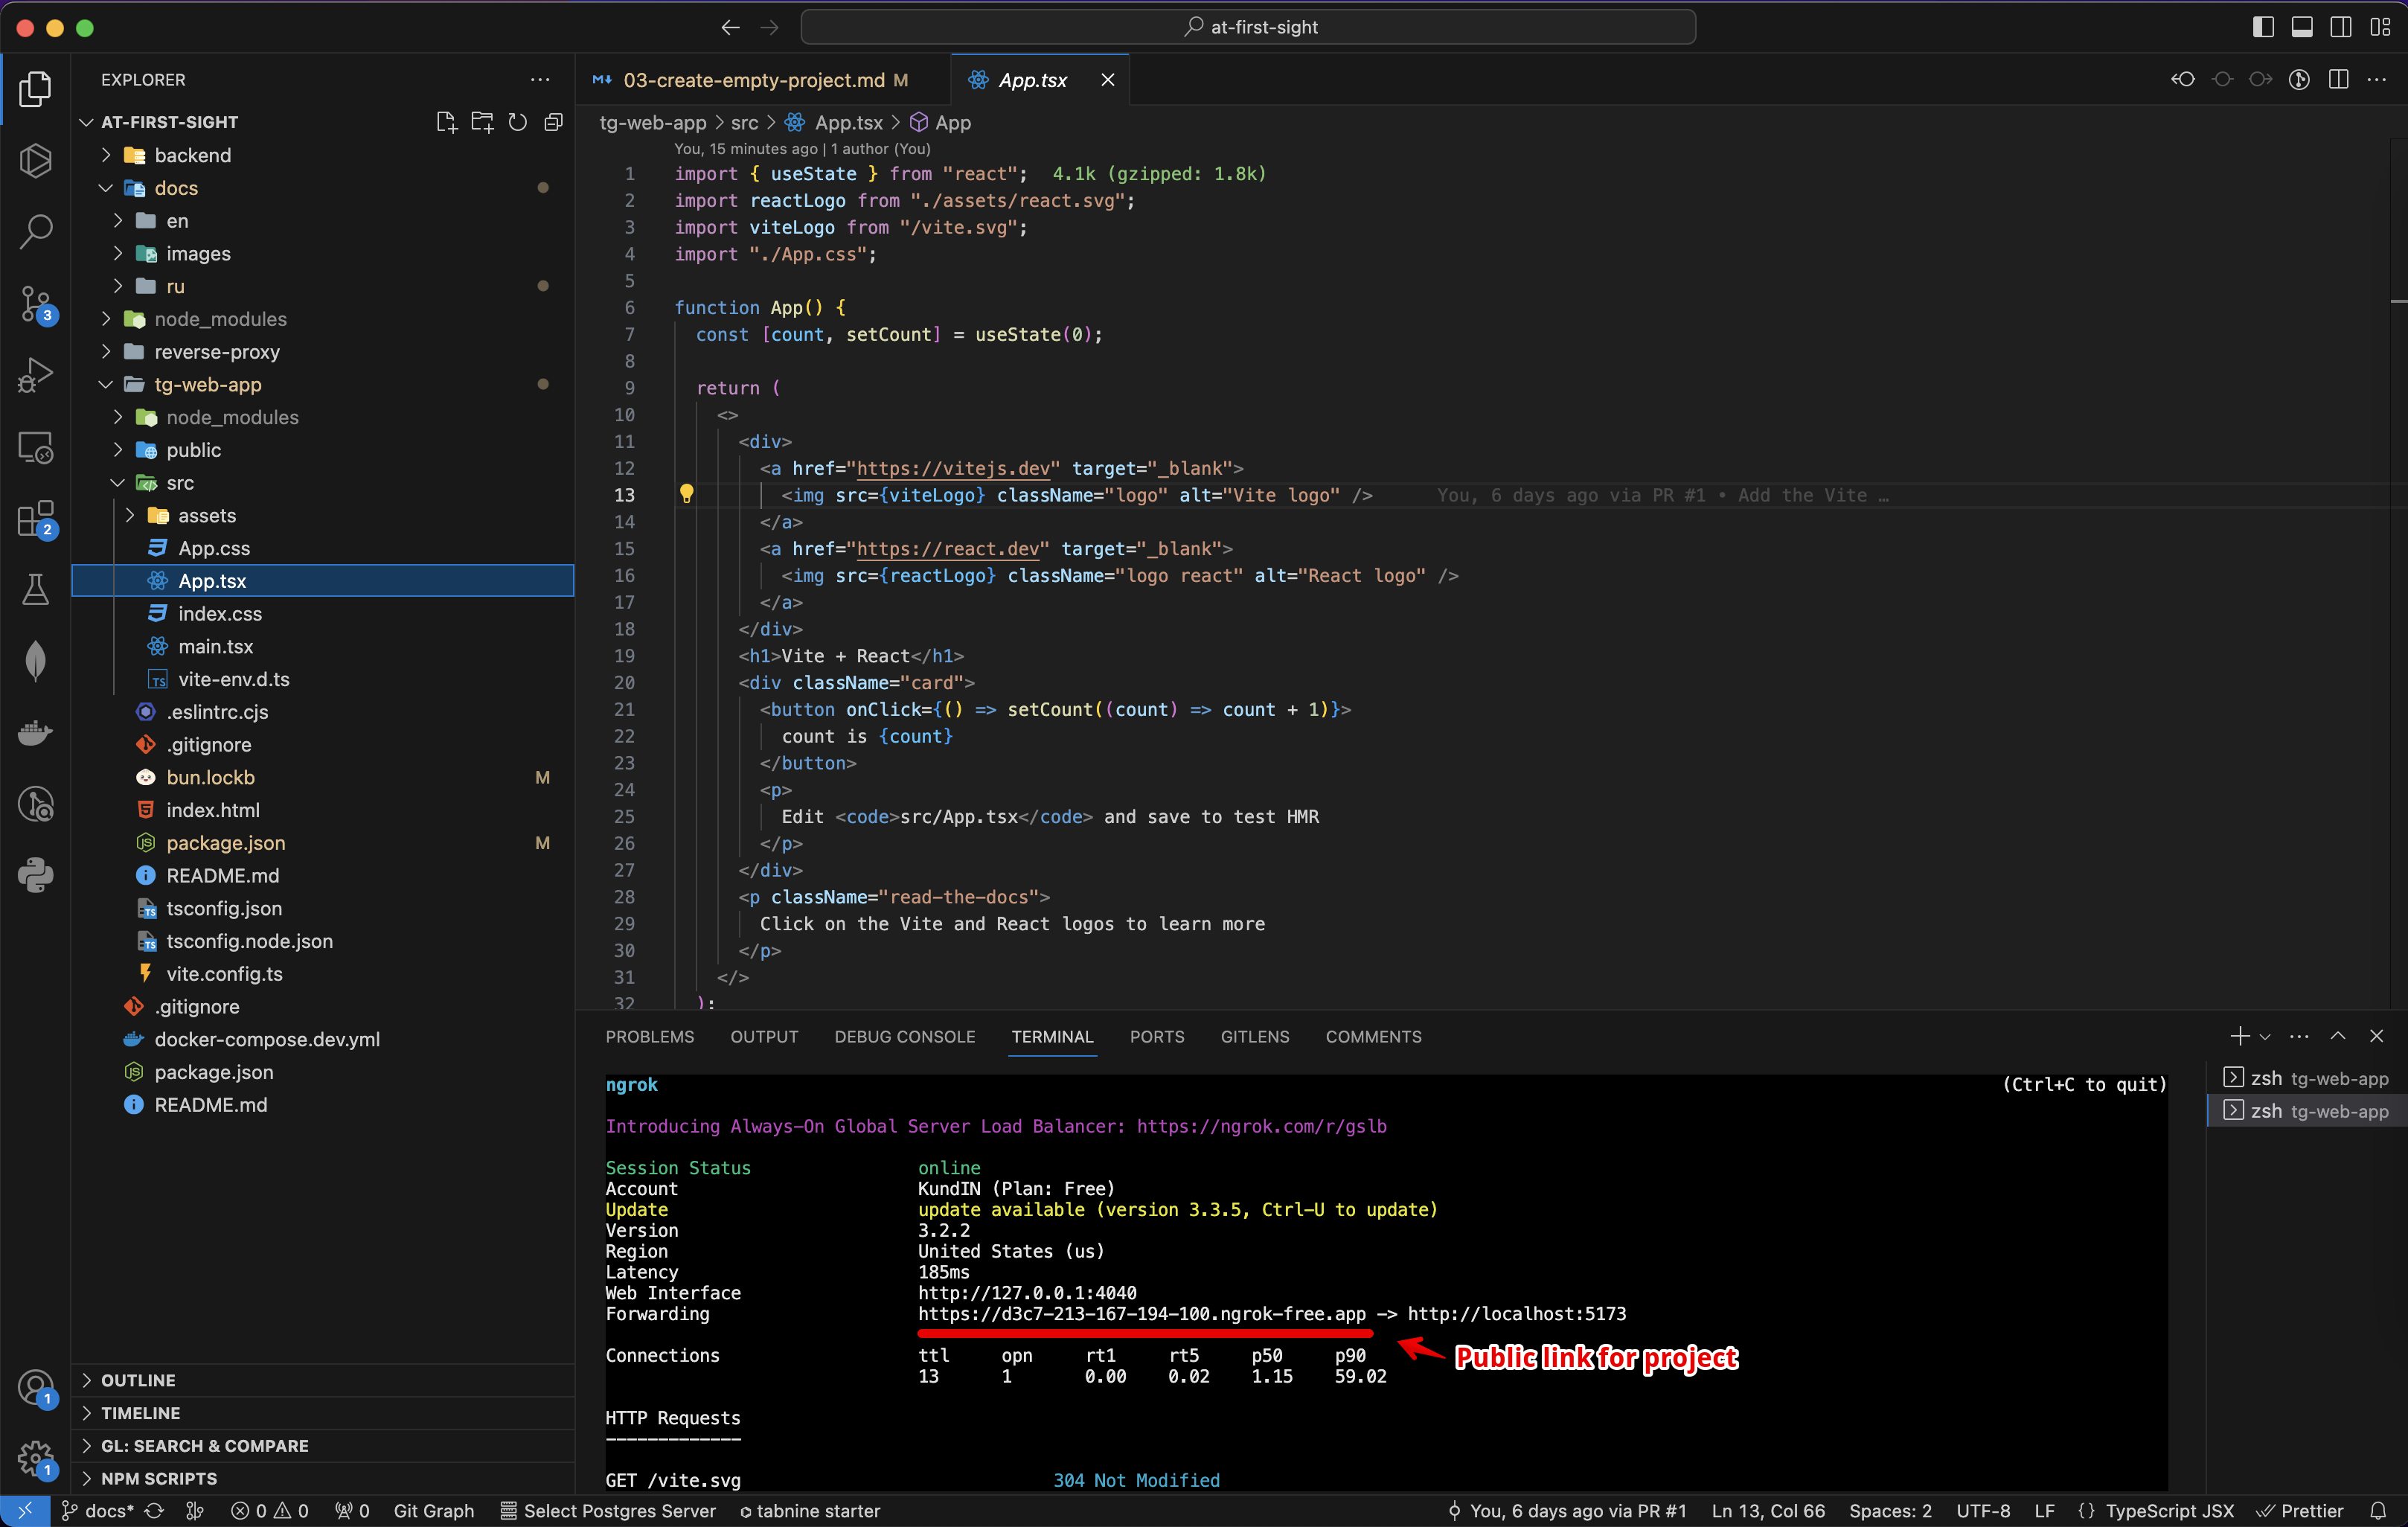 at-first-sight
EXPLORER
AT-FIRST-SIGHT
backend
docs
en
images
ru
node_modules
reverse-proxy
tg-web-app
node_modules
public
src
assets
App.css
App.tsx
index.css
main.tsx
TS vite-env.d.ts
.eslintrc.cjs
.gitignore
bun.lockb M
index.html
package.json M
README.md
tsconfig.json
tsconfig.node.json
vite.config.ts
.gitignore
docker-compose.dev.yml
package.json
README.md
OUTLINE
TIMELINE
GL: SEARCH & COMPARE
NPM SCRIPTS
3
2
1
1
03-create-empty-project.md M
App.tsx
tg-web-app > src > App.tsx > App
You, 15 minutes ago | 1 author (You)
1 import { useState } from "react"; 4.1k (gzipped: 1.8k)
2 import reactLogo from "./assets/react.svg";
3 import viteLogo from "/vite.svg";
4 import "./App.css";
5
6 function App() {
7 const [count, setCount] = useState(0);
8
9 return (
10 <>
11 <div>
12 <a href="https://vitejs.dev" target="_blank">
13 <img src={viteLogo} className="logo" alt="Vite logo" /> You, 6 days ago via PR #1 • Add the Vite …
14 </a>
15 <a href="https://react.dev" target="_blank">
16 <img src={reactLogo} className="logo react" alt="React logo" />
17 </a>
18 </div>
19 <h1>Vite + React</h1>
20 <div className="card">
21 <button onClick={() => setCount((count) => count + 1)}>
22 count is {count}
23 </button>
24 <p>
25 Edit <code>src/App.tsx</code> and save to test HMR
26 </p>
27 </div>
28 <p className="read-the-docs">
29 Click on the Vite and React logos to learn more
30 </p>
31 </>
32 );
PROBLEMS OUTPUT DEBUG CONSOLE TERMINAL PORTS GITLENS COMMENTS
ngrok (Ctrl+C to quit)
Introducing Always-On Global Server Load Balancer: https://ngrok.com/r/gslb
Session Status online
Account KundIN (Plan: Free)
Update update available (version 3.3.5, Ctrl-U to update)
Version 3.2.2
Region United States (us)
Latency 185ms
Web Interface http://127.0.0.1:4040
Forwarding https://d3c7-213-167-194-100.ngrok-free.app -> http://localhost:5173
Public link for project
Connections ttl opn rt1 rt5 p50 p90
13 1 0.00 0.02 1.15 59.02
HTTP Requests
-------------
GET /vite.svg 304 Not Modified
zsh tg-web-app
zsh tg-web-app
docs* 0 0 0 Git Graph Select Postgres Server tabnine starter You, 6 days ago via PR #1 Ln 13, Col 66 Spaces: 2 UTF-8 LF {} TypeScript JSX Prettier